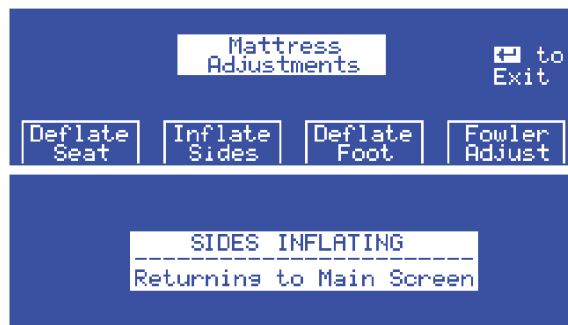 Mattress
Adjustments
↵ to
Exit
Deflate Seat
Inflate Sides
Deflate Foot
Fowler Adjust
SIDES INFLATING
Returning to Main Screen